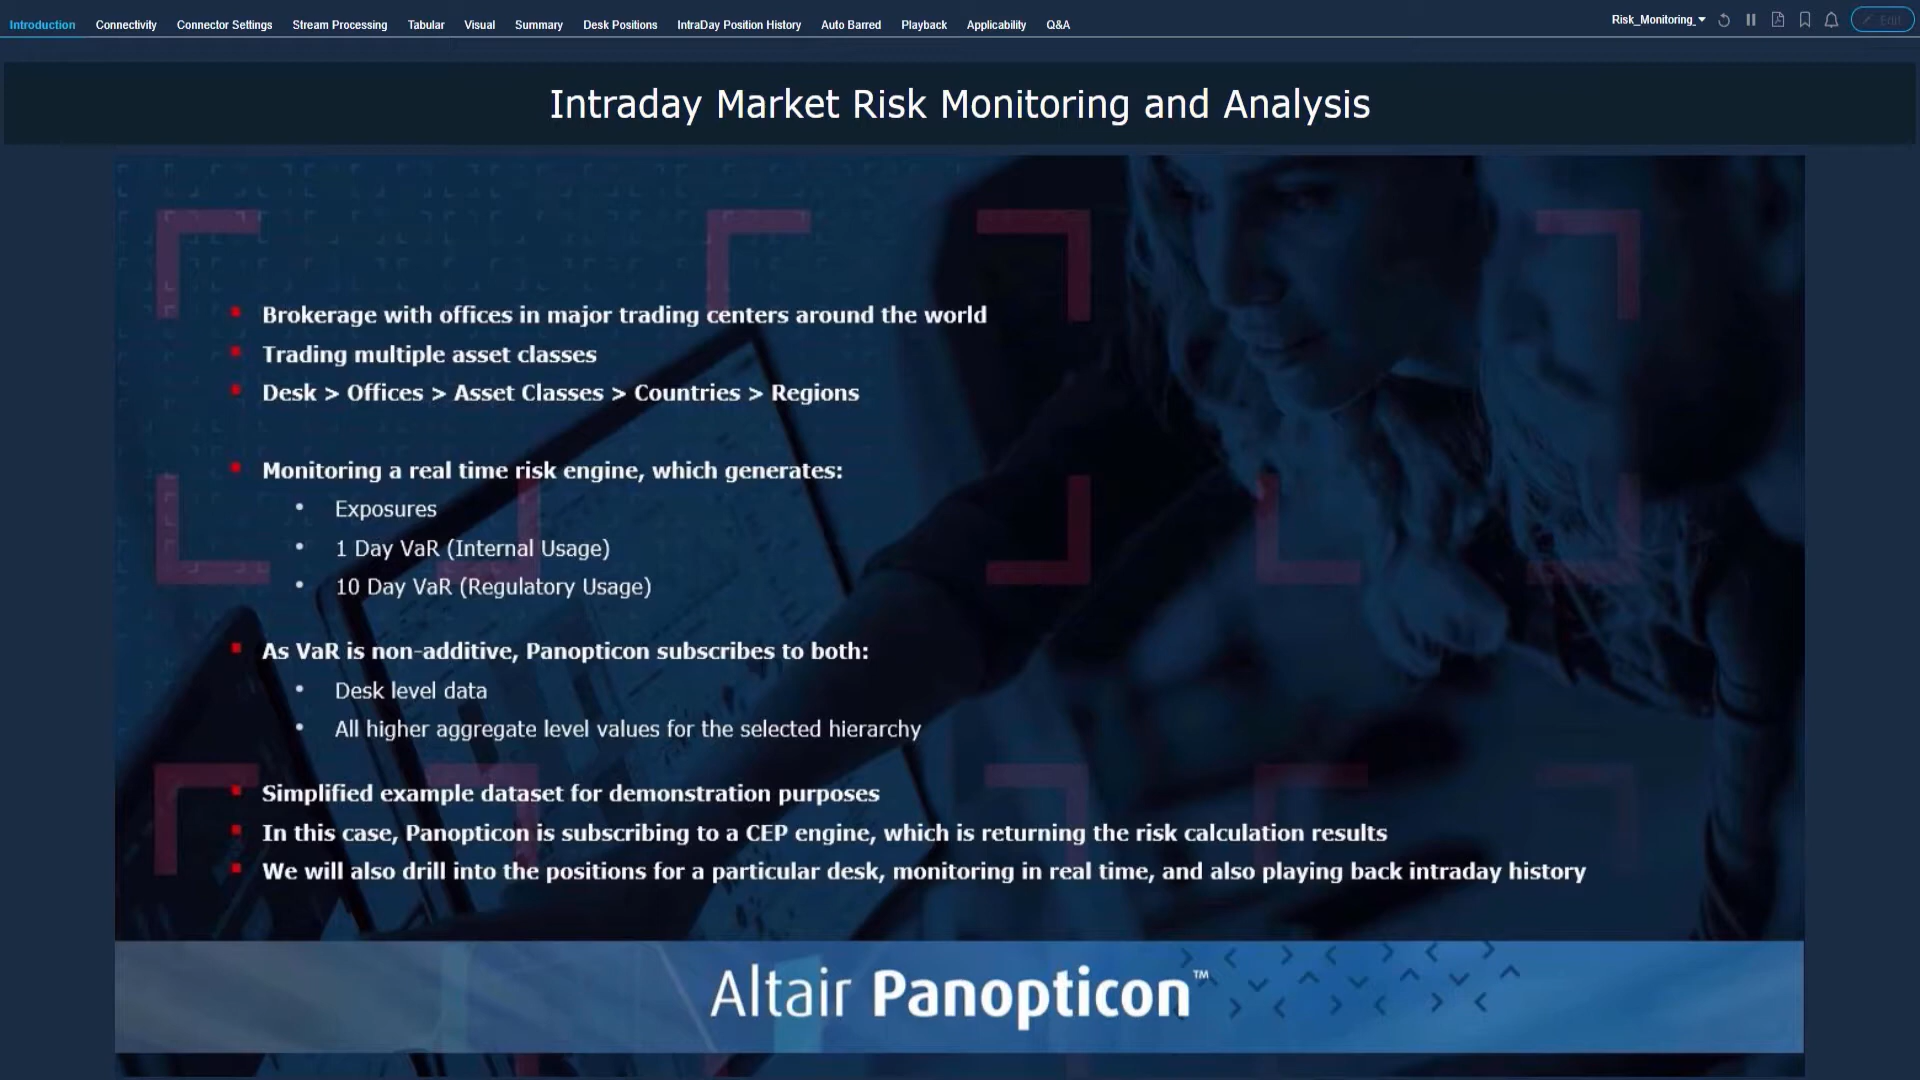 Introduction Connectivity Connector Settings Stream Processing Tabular Visual Summary Desk Positions IntraDay Position History Auto Barred Playback Applicability Q&A Risk_Monitoring_ Edit
Intraday Market Risk Monitoring and Analysis
Brokerage with offices in major trading centers around the world
Trading multiple asset classes
Desk > Offices > Asset Classes > Countries > Regions
Monitoring a real time risk engine, which generates:
Exposures
1 Day VaR (Internal Usage)
10 Day VaR (Regulatory Usage)
As VaR is non-additive, Panopticon subscribes to both:
Desk level data
All higher aggregate level values for the selected hierarchy
Simplified example dataset for demonstration purposes
In this case, Panopticon is subscribing to a CEP engine, which is returning the risk calculation results
We will also drill into the positions for a particular desk, monitoring in real time, and also playing back intraday history
Altair Panopticon™